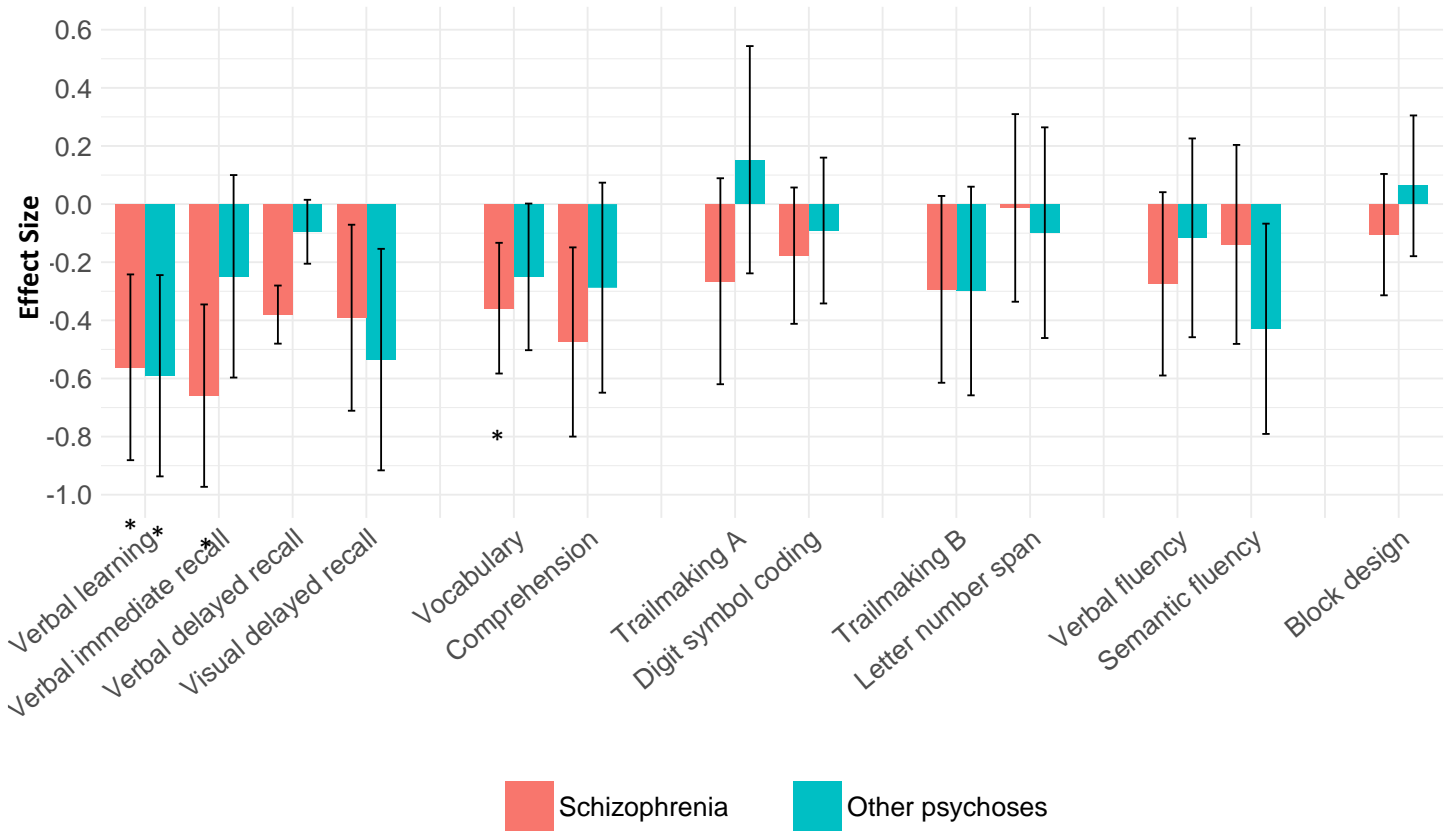 0.6
0.4
0.2
0.0
-0.2
-0.4
-0.6
-0.8
-1.0
Effect Size
*
*
*
*
Verbal learning
Verbal immediate recall
Verbal delayed recall
Visual delayed recall
Vocabulary
Comprehension
Trailmaking A
Digit symbol coding
Trailmaking B
Letter number span
Verbal fluency
Semantic fluency
Block design
Schizophrenia
Other psychoses